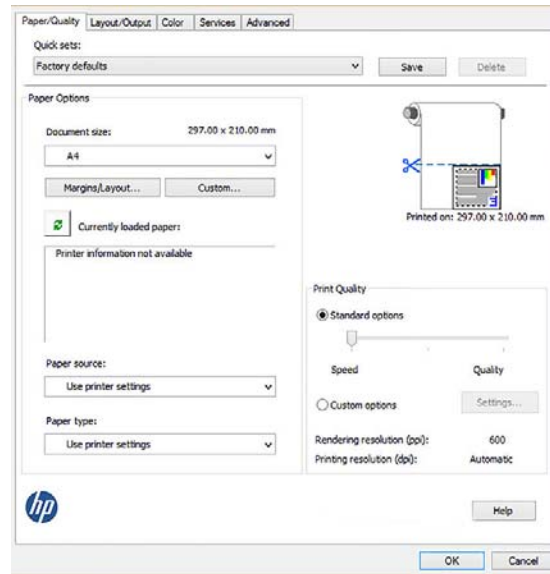 Paper/Quality Layout/Output Color Services Advanced
Quick sets:
Factory defaults
Save
Delete
Paper Options
Document size: 297.00 x 210.00 mm
A4
Margins/Layout...
Custom...
Currently loaded paper:
Printer information not available
Paper source:
Use printer settings
Paper type:
Use printer settings
Printed on: 297.00 x 210.00 mm
Print Quality
Standard options
Speed Quality
Custom options
Settings...
Rendering resolution (ppi): 600
Printing resolution (dpi): Automatic
hp
Help
OK
Cancel